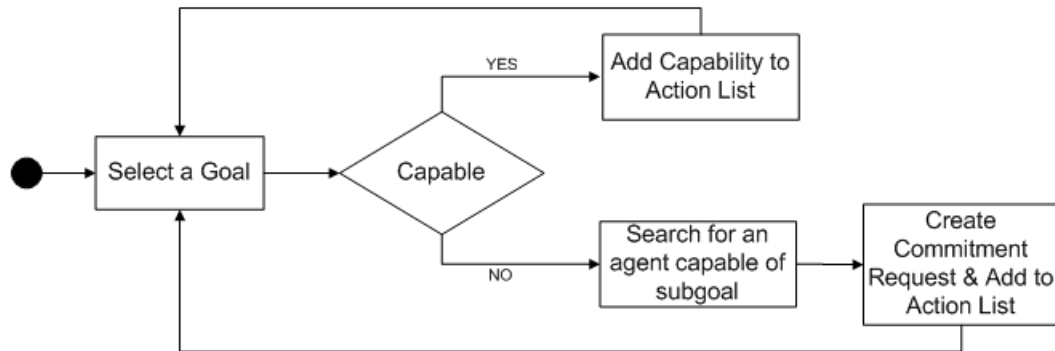 YES
Add Capability to
Action List
Select a Goal
Capable
NO
Search for an
agent capable of
subgoal
Create
Commitment
Request & Add to
Action List